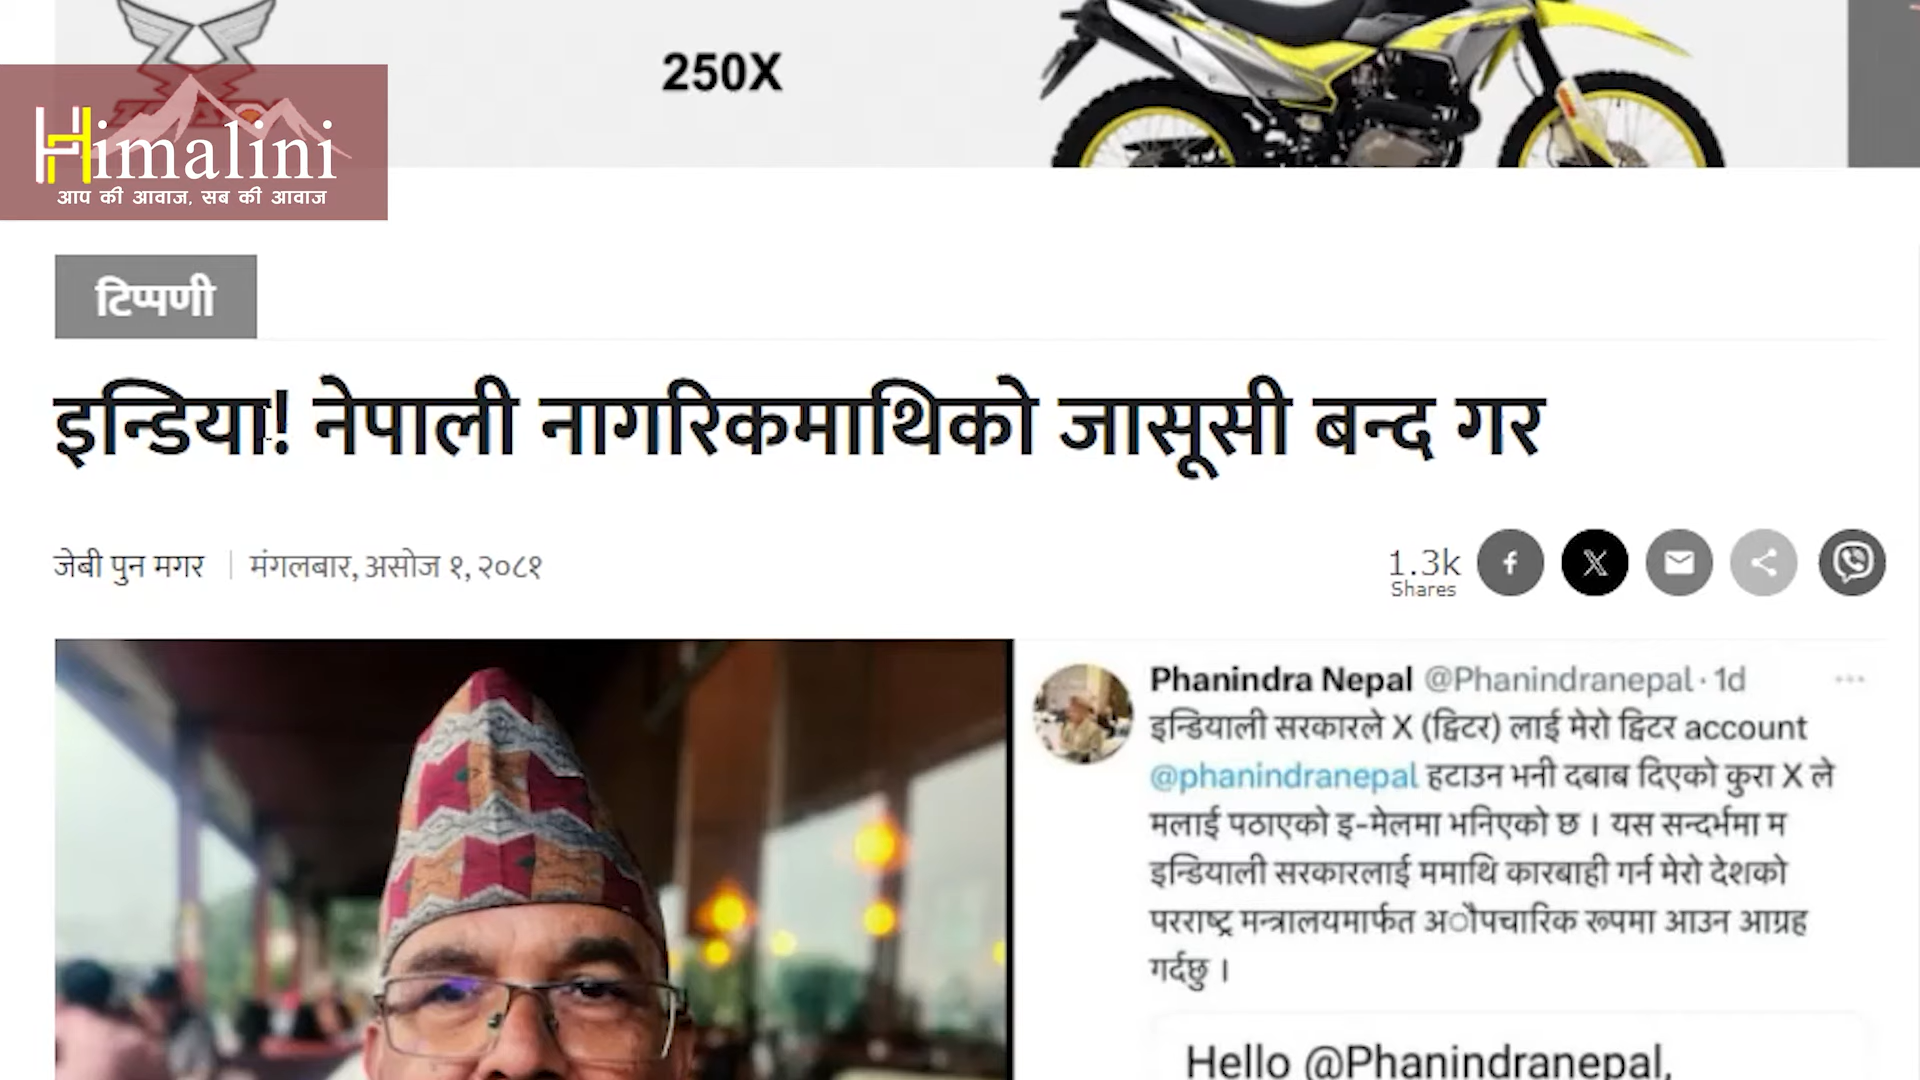 250X
Himalini
आप की आवाज, सब की आवाज
टिप्पणी
इन्डिया! नेपाली नागरिकमाथिको जासूसी बन्द गर
जेबी पुन मगर | मंगलबार, असोज १, २०८१
1.3k
Shares
Phanindra Nepal @Phanindranepal · 1d
इन्डियाली सरकारले X (ट्विटर) लाई मेरो ट्विटर account
@phanindranepal हटाउन भनी दबाब दिएको कुरा X ले
मलाई पठाएको इ-मेलमा भनिएको छ । यस सन्दर्भमा म
इन्डियाली सरकारलाई ममाथि कारबाही गर्न मेरो देशको
परराष्ट्र मन्त्रालयमार्फत अौपचारिक रूपमा आउन आग्रह
गर्दछु ।
Hello @Phanindranepal,